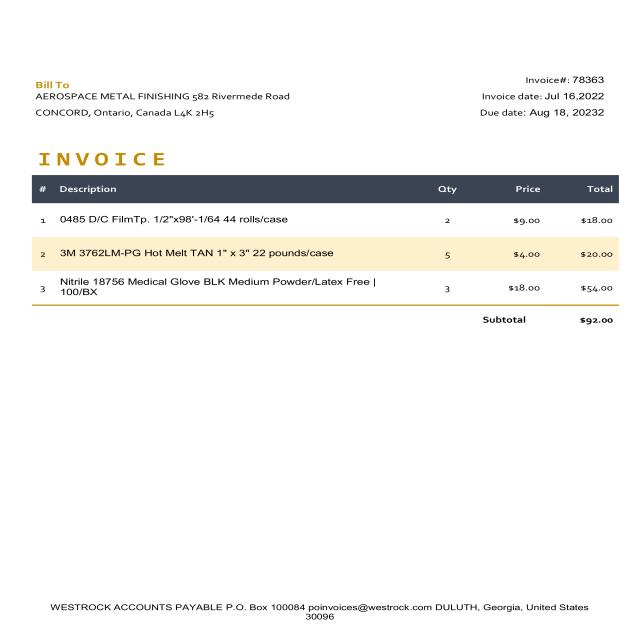 Invoice#: 78363
Bill To
AEROSPACE METAL FINISHING 582 Rivermede Road
Invoice date: Jul 16,2022
CONCORD, Ontario, Canada L4K 2H5
Due date: Aug 18, 20232
INVOICE
# Description Qty Price Total
1 0485 D/C FilmTp. 1/2"x98'-1/64 44 rolls/case 2 $9.00 $18.00
2 3M 3762LM-PG Hot Melt TAN 1" x 3" 22 pounds/case 5 $4.00 $20.00
3 Nitrile 18756 Medical Glove BLK Medium Powder/Latex Free | 3 $18.00 $54.00
100/BX
Subtotal $92.00
WESTROCK ACCOUNTS PAYABLE P.O. Box 100084 poinvoices@westrock.com DULUTH, Georgia, United States
30096